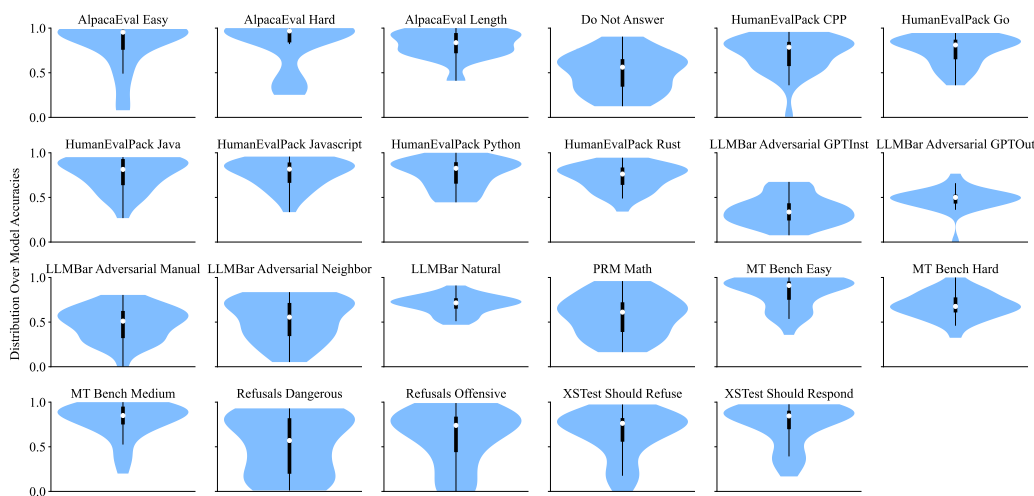 AlpacaEval Easy
AlpacaEval Hard
AlpacaEval Length
Do Not Answer
HumanEvalPack CPP
HumanEvalPack Go
1.0
0.5
0.0
HumanEvalPack Java
HumanEvalPack Javascript
HumanEvalPack Python
HumanEvalPack Rust
LLMBar Adversarial GPTInst
LLMBar Adversarial GPTOut
1.0
0.5
0.0
Distribution Over Model Accuracies
LLMBar Adversarial Manual
LLMBar Adversarial Neighbor
LLMBar Natural
PRM Math
MT Bench Easy
MT Bench Hard
1.0
0.5
0.0
MT Bench Medium
Refusals Dangerous
Refusals Offensive
XSTest Should Refuse
XSTest Should Respond
1.0
0.5
0.0